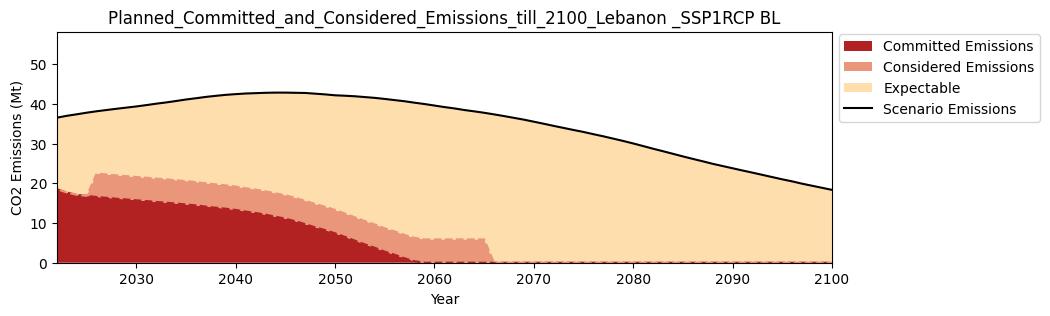 Planned_Committed_and_Considered_Emissions_till_2100_Lebanon _SSP1RCP BL
Committed Emissions
Considered Emissions
Expectable
Scenario Emissions
CO2 Emissions (Mt)
50
40
30
20
10
0
2030 2040 2050 2060 2070 2080 2090 2100
Year